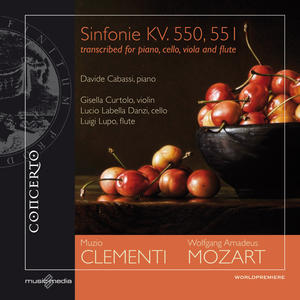 Sinfonie KV. 550, 551
transcribed for piano, cello, viola and flute
Davide Cabassi, piano
Gisella Curtolo, violin
Lucio Labella Danzi, cello
Luigi Lupo, flute
CONCERTO
Muzio
CLEMENTI
Wolfgang Amadeus
MOZART
musicmedia
WORLDPREMIERE